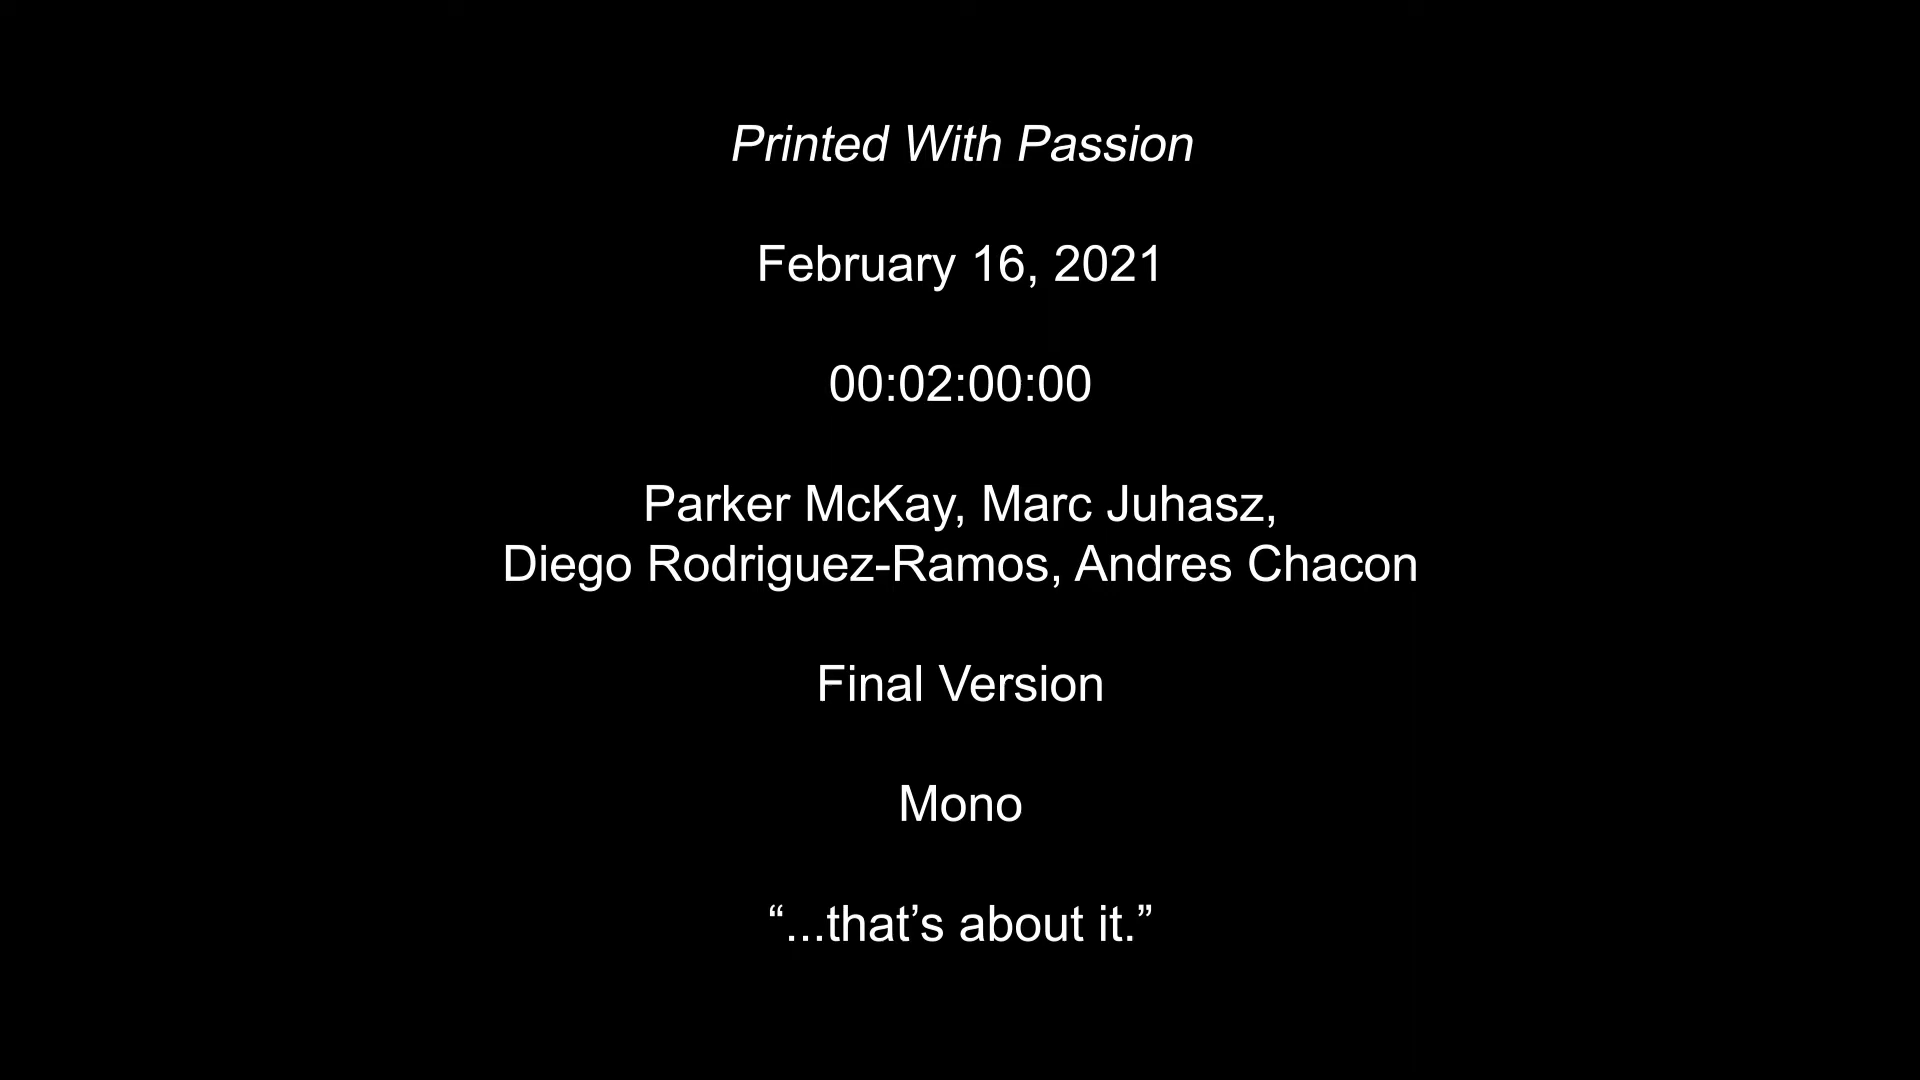 Printed With Passion
February 16, 2021
00:02:00:00
Parker McKay, Marc Juhasz,
Diego Rodriguez-Ramos, Andres Chacon
Final Version
Mono
“...that’s about it.”